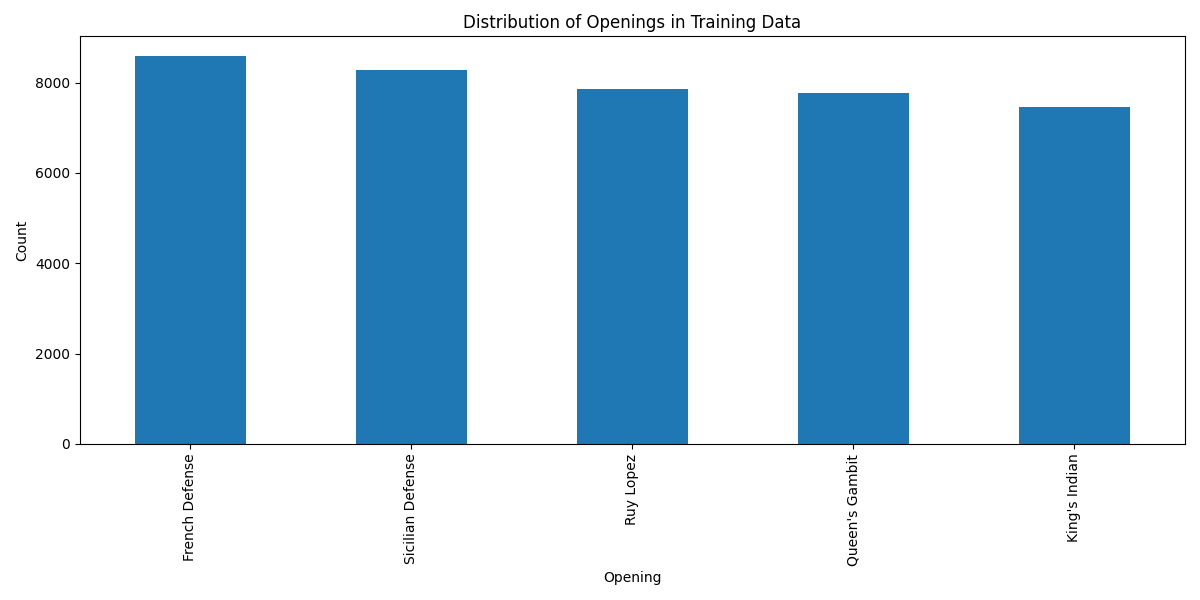 Distribution of Openings in Training Data
Count
8000
6000
4000
2000
0
French Defense
Sicilian Defense
Ruy Lopez
Queen's Gambit
King's Indian
Opening